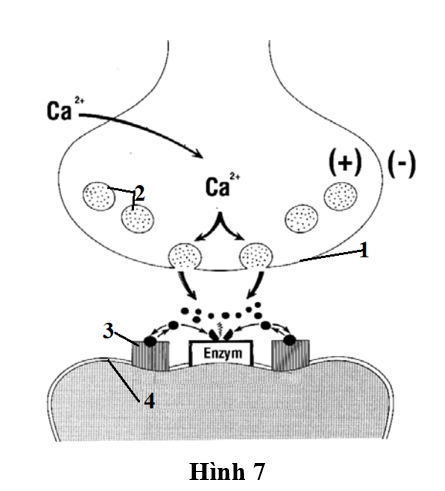 Ca²⁺
Ca²⁺
(+) (-)
2
1
3
Enzym
4
Hình 7